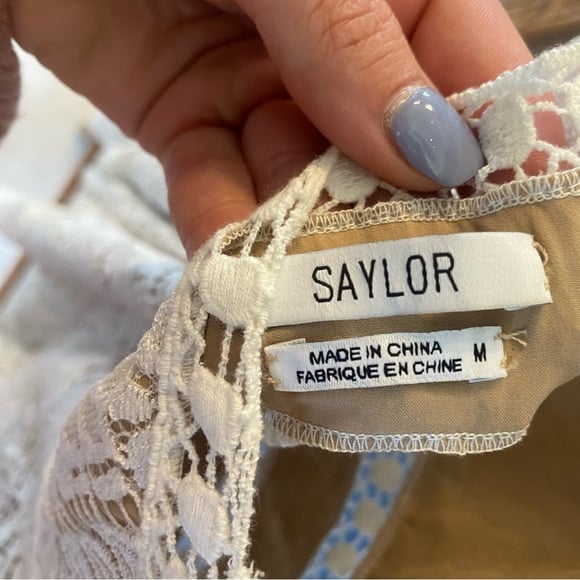 SAYLOR
MADE IN CHINA
FABRIQUE EN CHINE
M